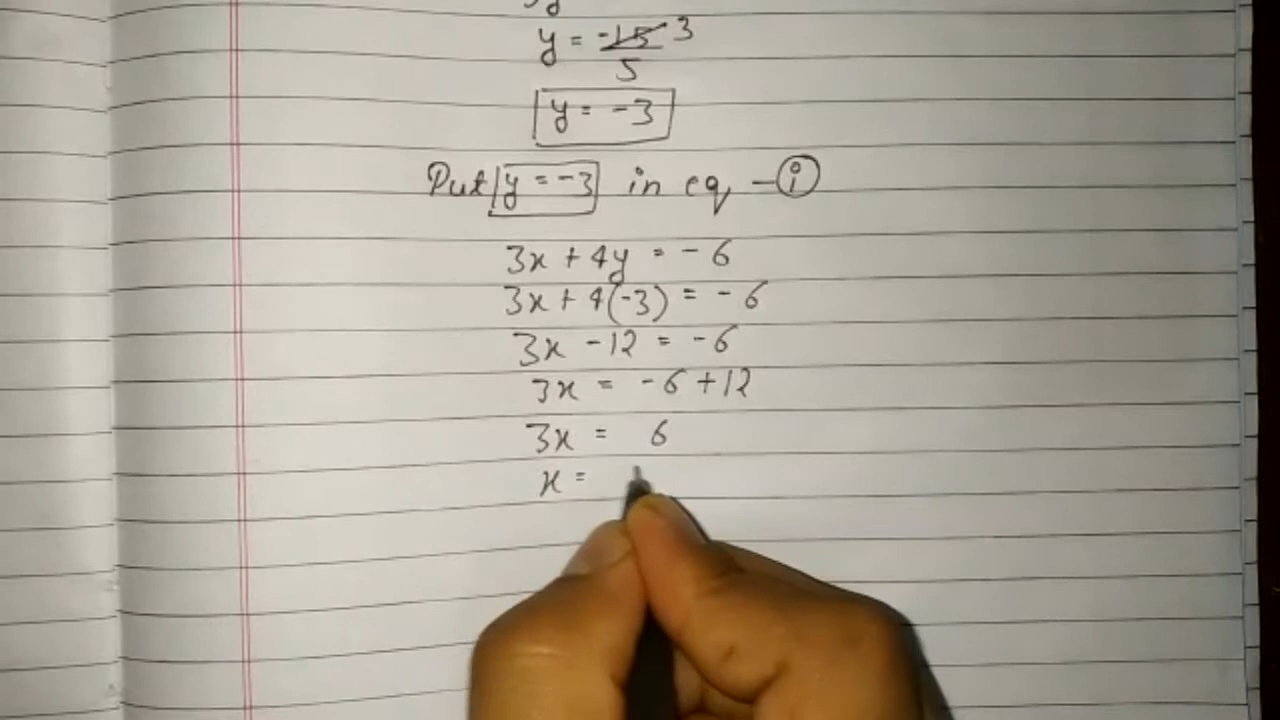 y = -15 3
5
y = -3
Put y = -3 in eq - i
3x + 4y = -6
3x + 4(-3) = -6
3x - 12 = -6
3x = -6 + 12
3x = 6
x =